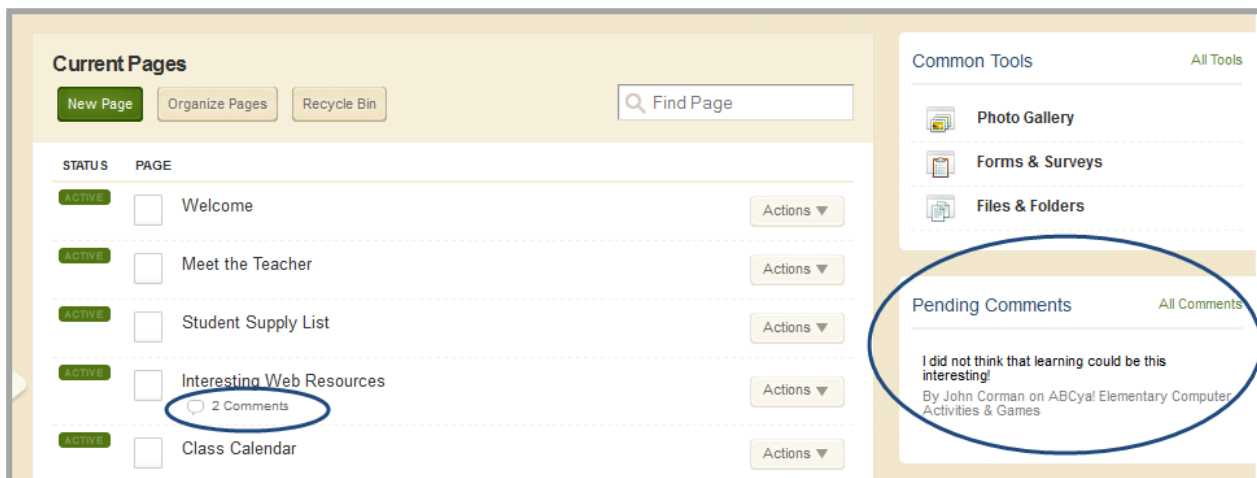 Current Pages
New Page
Organize Pages
Recycle Bin
Find Page
STATUS PAGE
ACTIVE
Welcome
Actions ▼
ACTIVE
Meet the Teacher
Actions ▼
ACTIVE
Student Supply List
Actions ▼
ACTIVE
Interesting Web Resources
2 Comments
Actions ▼
ACTIVE
Class Calendar
Actions ▼
Common Tools
All Tools
Photo Gallery
Forms & Surveys
Files & Folders
Pending Comments
All Comments
I did not think that learning could be this
interesting!
By John Corman on ABCya! Elementary Computer
Activities & Games